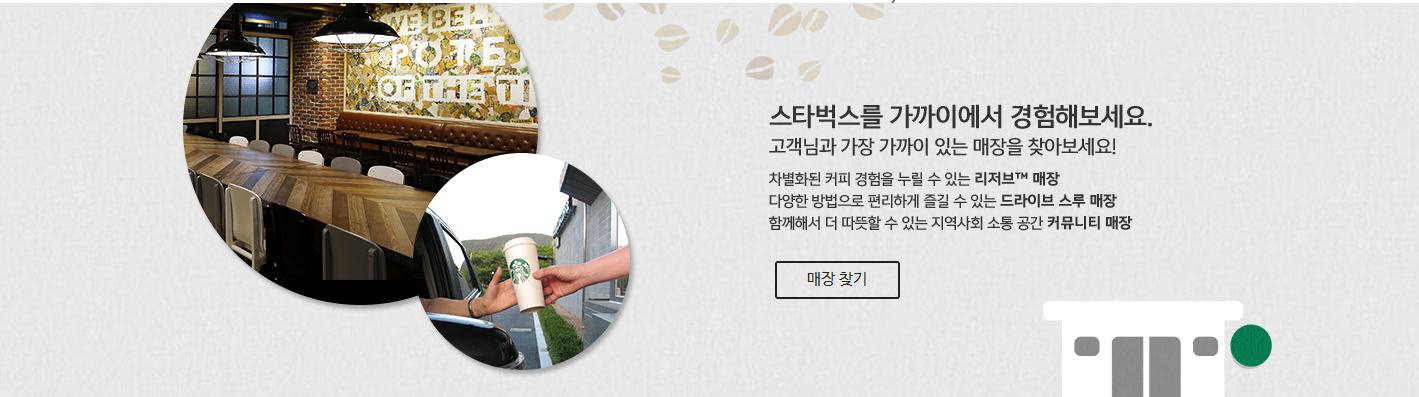 WE BEL
POTE
OF THE T
스타벅스를 가까이에서 경험해보세요.
고객님과 가장 가까이 있는 매장을 찾아보세요!
차별화된 커피 경험을 누릴 수 있는 리저브™ 매장
다양한 방법으로 편리하게 즐길 수 있는 드라이브 스루 매장
함께해서 더 따뜻할 수 있는 지역사회 소통 공간 커뮤니티 매장
매장 찾기